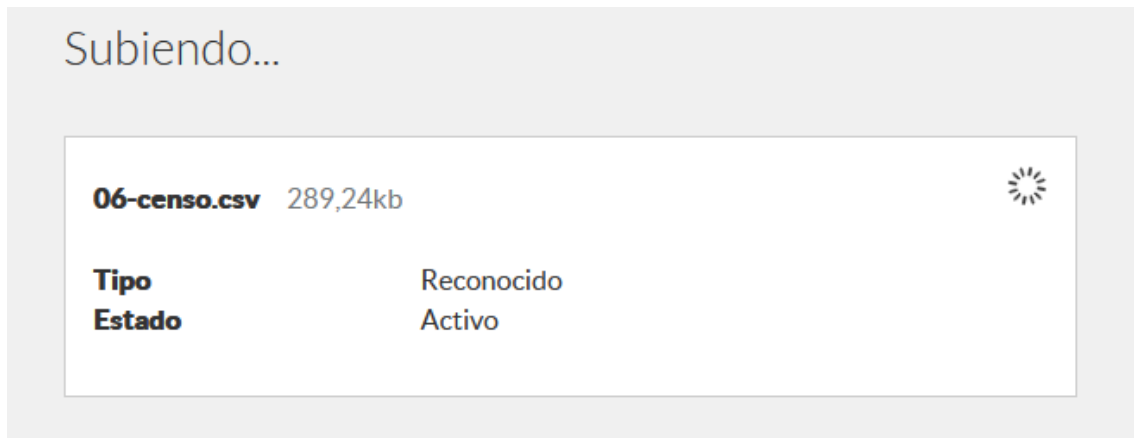 Subiendo...
06-censo.csv 289,24kb
Tipo Reconocido
Estado Activo